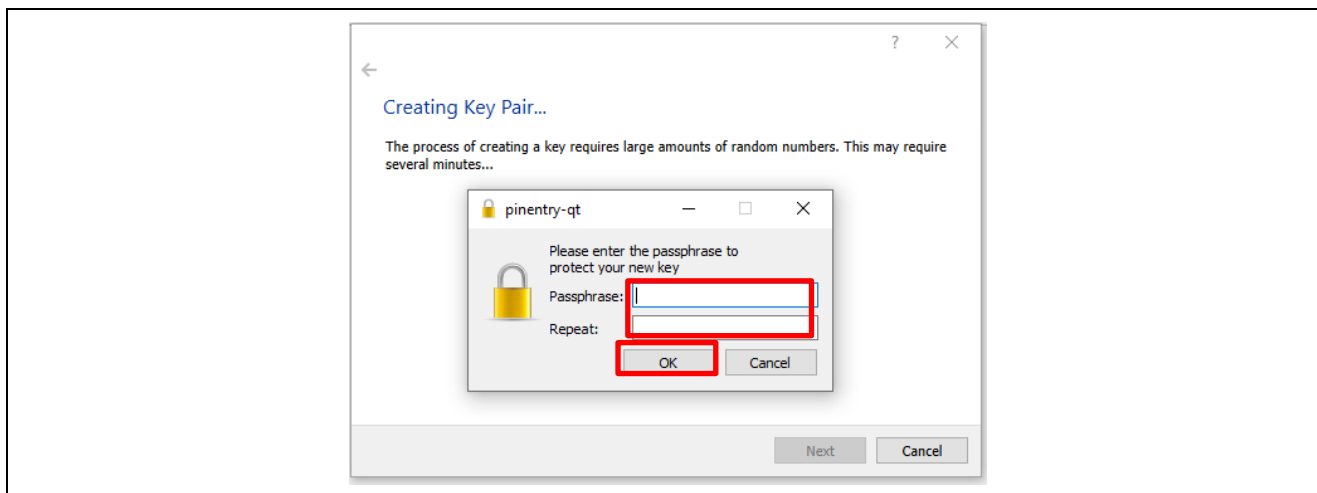 Creating Key Pair...
The process of creating a key requires large amounts of random numbers. This may require
several minutes...
pinentry-qt
Please enter the passphrase to
protect your new key
Passphrase:
Repeat:
OK Cancel
Next Cancel